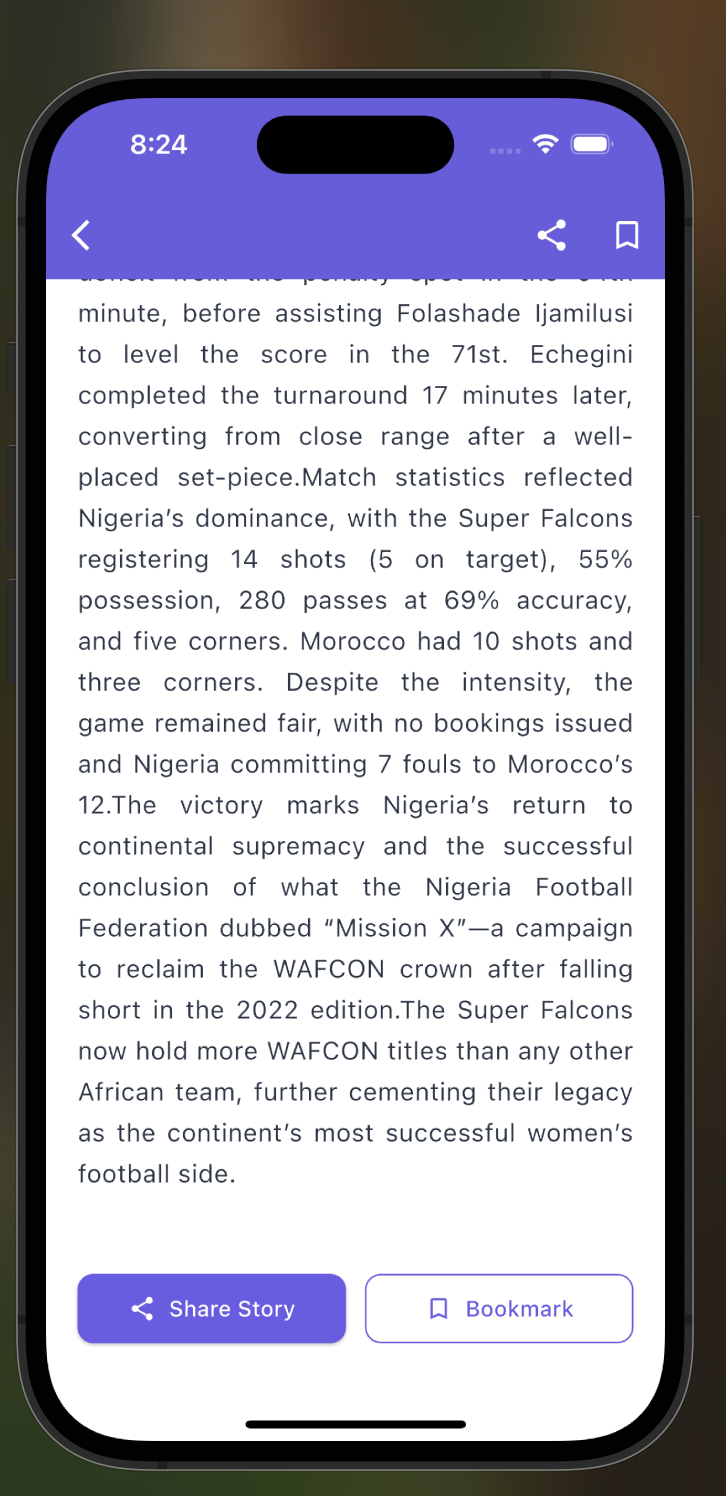 8:24
minute, before assisting Folashade Ijamilusi
to level the score in the 71st. Echegini
completed the turnaround 17 minutes later,
converting from close range after a well-
placed set-piece.Match statistics reflected
Nigeria’s dominance, with the Super Falcons
registering 14 shots (5 on target), 55%
possession, 280 passes at 69% accuracy,
and five corners. Morocco had 10 shots and
three corners. Despite the intensity, the
game remained fair, with no bookings issued
and Nigeria committing 7 fouls to Morocco’s
12.The victory marks Nigeria’s return to
continental supremacy and the successful
conclusion of what the Nigeria Football
Federation dubbed “Mission X”—a campaign
to reclaim the WAFCON crown after falling
short in the 2022 edition.The Super Falcons
now hold more WAFCON titles than any other
African team, further cementing their legacy
as the continent’s most successful women’s
football side.
Share Story
Bookmark